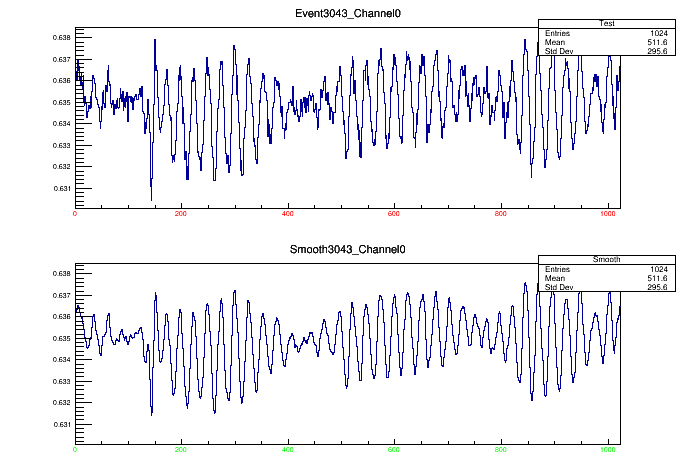 Event3043_Channel0
Test
Entries 1024
Mean 511.6
Std Dev 295.6
0.638
0.637
0.636
0.635
0.634
0.633
0.632
0.631
0 200 400 600 800 1000
Smooth3043_Channel0
Smooth
Entries 1024
Mean 511.6
Std Dev 295.6
0.638
0.637
0.636
0.635
0.634
0.633
0.632
0.631
0 200 400 600 800 1000